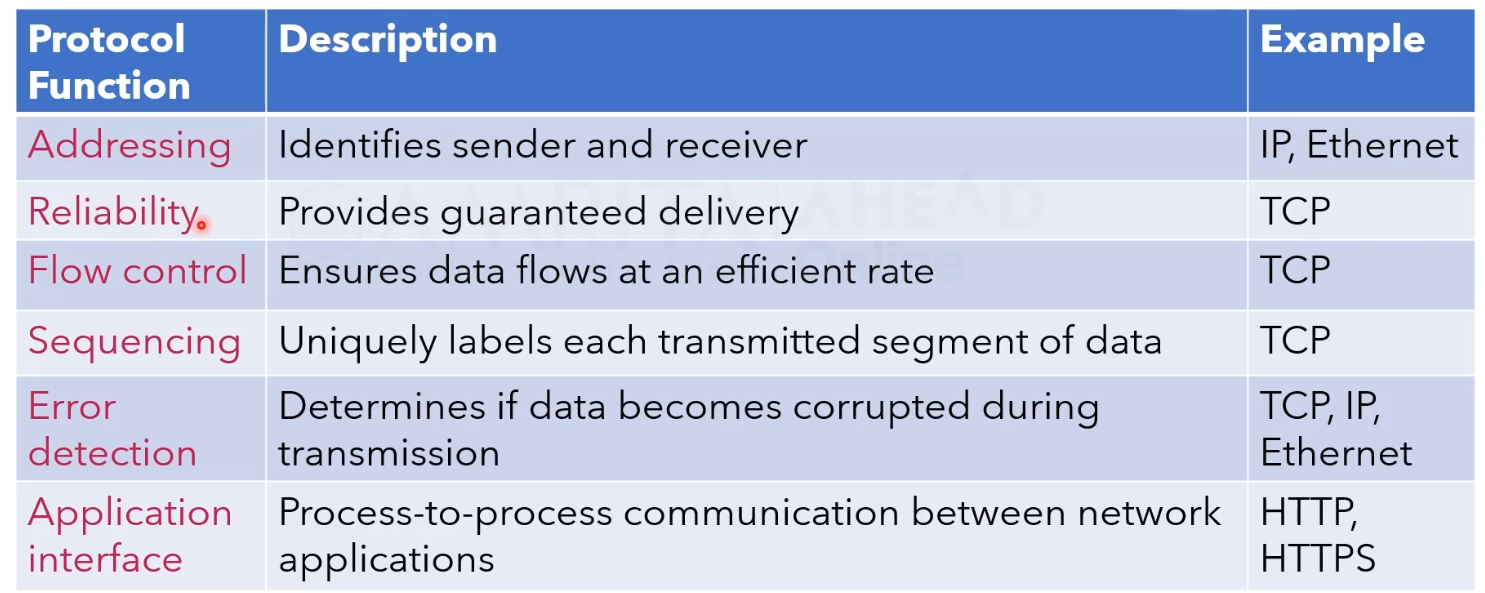 Protocol Function
Description
Example
Addressing
Identifies sender and receiver
IP, Ethernet
Reliability
Provides guaranteed delivery
TCP
Flow control
Ensures data flows at an efficient rate
TCP
Sequencing
Uniquely labels each transmitted segment of data
TCP
Error
detection
Determines if data becomes corrupted during
transmission
TCP, IP,
Ethernet
Application
interface
Process-to-process communication between network
applications
HTTP,
HTTPS
AMRITA AHEAD
Online